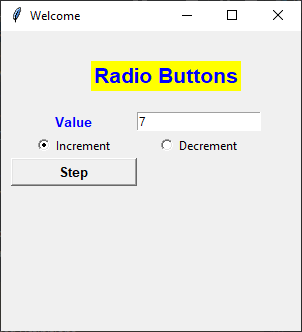 Welcome
Radio Buttons
Value 7
Increment Decrement
Step